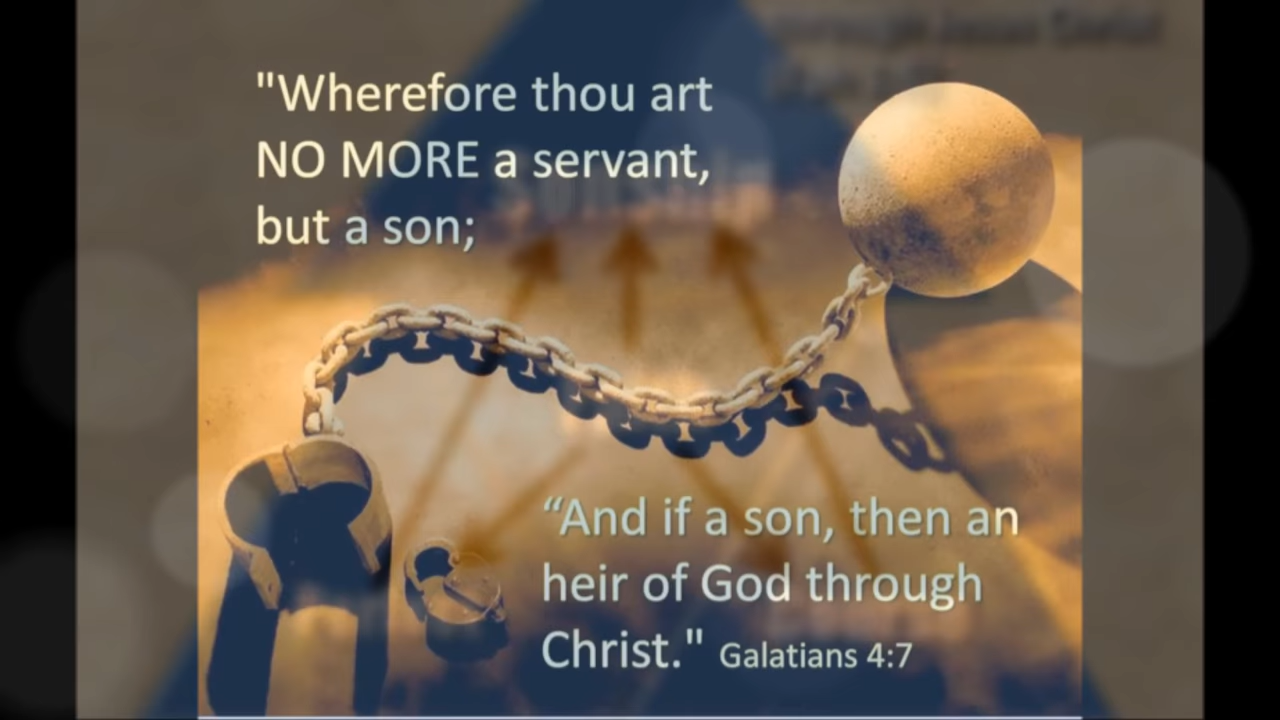 "Wherefore thou art
NO MORE a servant,
but a son;
“And if a son, then an
heir of God through
Christ." Galatians 4:7